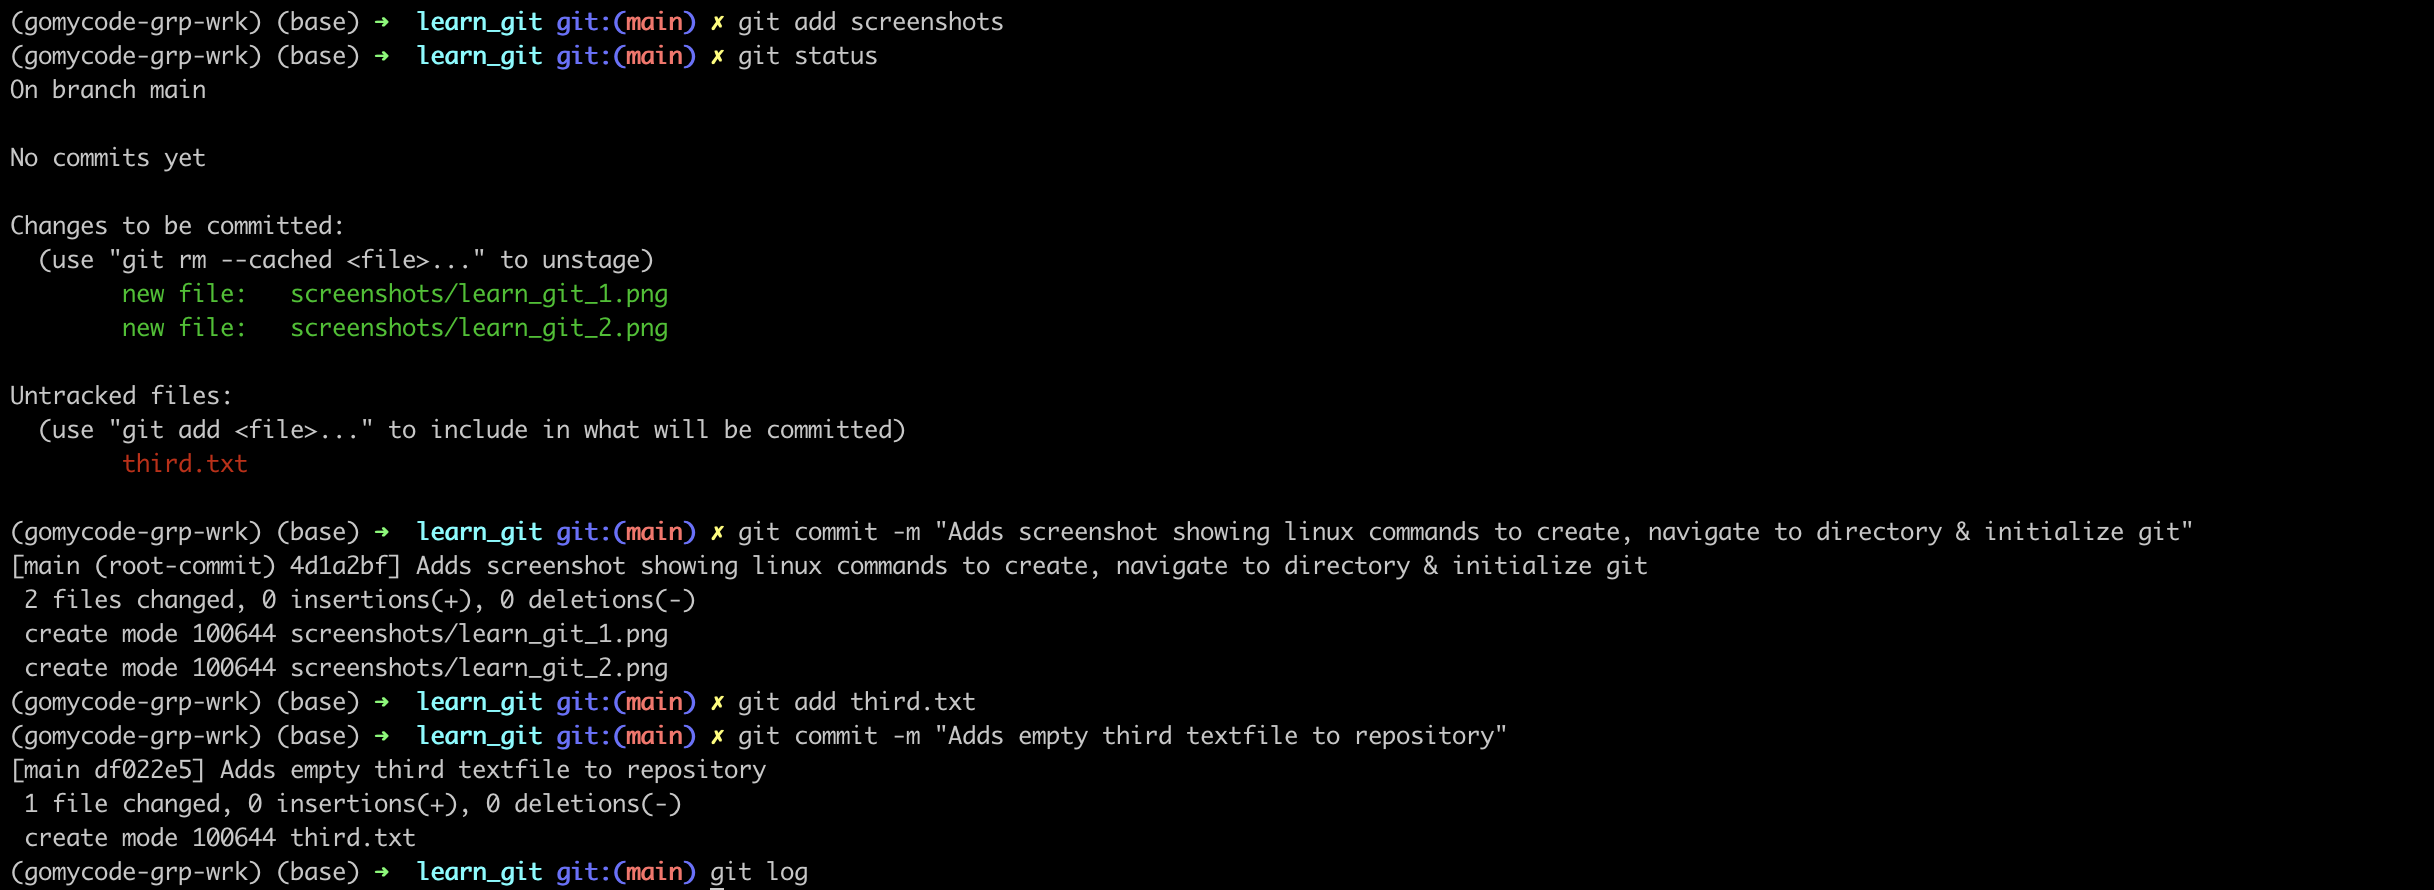 (gomycode-grp-wrk) (base) ➜  learn_git git:(main) ✗ git add screenshots
(gomycode-grp-wrk) (base) ➜  learn_git git:(main) ✗ git status
On branch main

No commits yet

Changes to be committed:
  (use "git rm --cached <file>..." to unstage)
        new file:   screenshots/learn_git_1.png
        new file:   screenshots/learn_git_2.png

Untracked files:
  (use "git add <file>..." to include in what will be committed)
        third.txt

(gomycode-grp-wrk) (base) ➜  learn_git git:(main) ✗ git commit -m "Adds screenshot showing linux commands to create, navigate to directory & initialize git"
[main (root-commit) 4d1a2bf] Adds screenshot showing linux commands to create, navigate to directory & initialize git
 2 files changed, 0 insertions(+), 0 deletions(-)
 create mode 100644 screenshots/learn_git_1.png
 create mode 100644 screenshots/learn_git_2.png
(gomycode-grp-wrk) (base) ➜  learn_git git:(main) ✗ git add third.txt
(gomycode-grp-wrk) (base) ➜  learn_git git:(main) ✗ git commit -m "Adds empty third textfile to repository"
[main df022e5] Adds empty third textfile to repository
 1 file changed, 0 insertions(+), 0 deletions(-)
 create mode 100644 third.txt
(gomycode-grp-wrk) (base) ➜  learn_git git:(main) git log